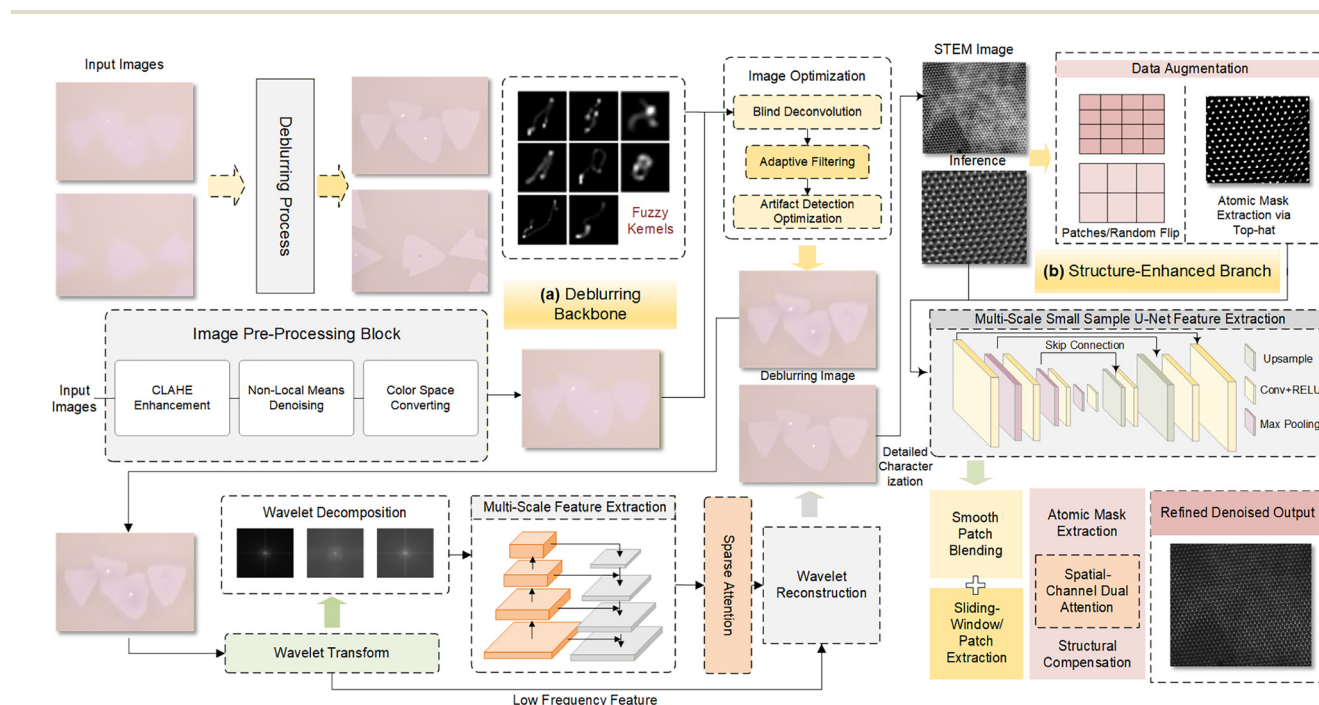 Input Images
Deblurring Process
Fuzzy
Kernels
(a) Deblurring
Backbone
Image Optimization
Blind Deconvolution
Adaptive Filtering
Artifact Detection
Optimization
STEM Image
Inference
Data Augmentation
Patches/Random Flip
Atomic Mask
Extraction via
Top-hat
(b) Structure-Enhanced Branch
Image Pre-Processing Block
Input
Images
CLAHE
Enhancement
Non-Local Means
Denoising
Color Space
Converting
Deblurring Image
Detailed
Character
ization
Multi-Scale Small Sample U-Net Feature Extraction
Skip Connection
Upsample
Conv+RELU
Max Pooling
Wavelet Decomposition
Wavelet Transform
Multi-Scale Feature Extraction
Sparse Attention
Wavelet
Reconstruction
Low Frequency Feature
Smooth
Patch
Blending
Sliding-
Window/
Patch
Extraction
Atomic Mask
Extraction
Spatial-
Channel Dual
Attention
Structural
Compensation
Refined Denoised Output